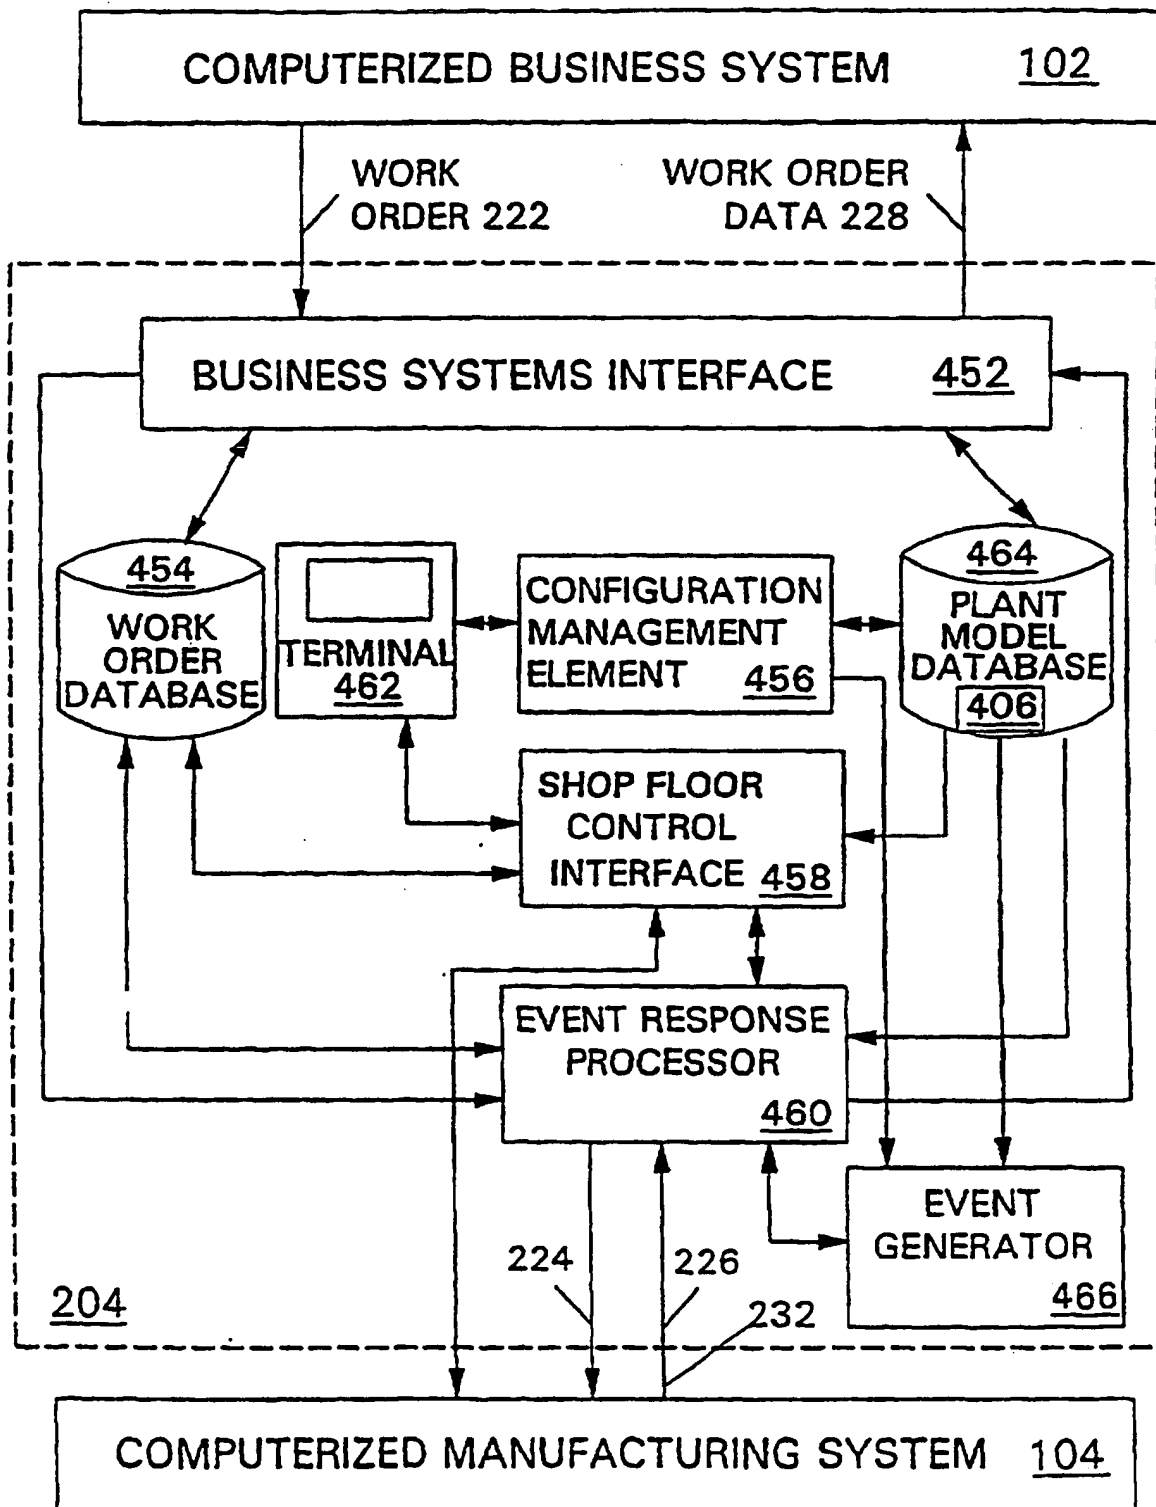 COMPUTERIZED BUSINESS SYSTEM 102
WORK
ORDER 222
WORK ORDER
DATA 228
BUSINESS SYSTEMS INTERFACE 452
454
WORK
ORDER
DATABASE
TERMINAL
462
CONFIGURATION
MANAGEMENT
ELEMENT 456
464
PLANT
MODEL
DATABASE
406
SHOP FLOOR
CONTROL
INTERFACE 458
EVENT RESPONSE
PROCESSOR
460
EVENT
GENERATOR
466
224
226
232
204
COMPUTERIZED MANUFACTURING SYSTEM 104